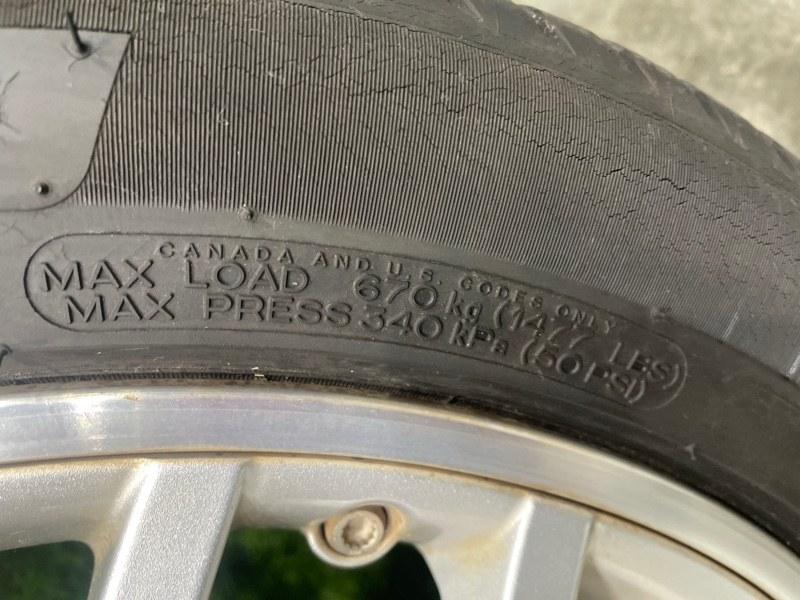 CANADA AND U.S. CODES ONLY
MAX LOAD 670 kg (1477 LBS)
MAX PRESS 340 kPa (50 PSI)